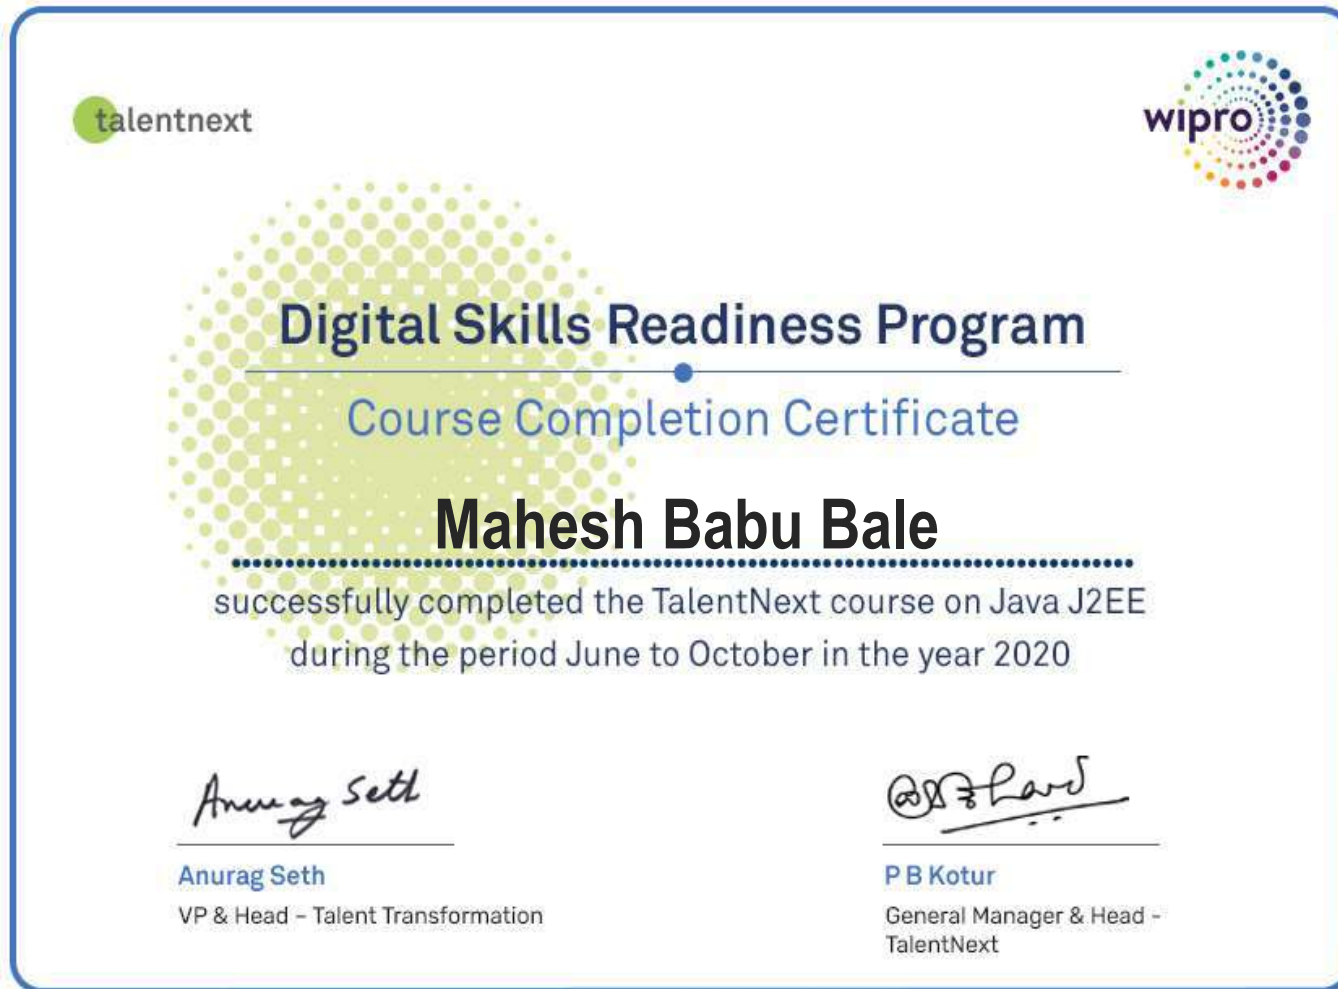 talentnext
wipro
Digital Skills Readiness Program
Course Completion Certificate
Mahesh Babu Bale
successfully completed the TalentNext course on Java J2EE
during the period June to October in the year 2020
Anurag Seth
Anurag Seth
P B Kotur
VP & Head – Talent Transformation
General Manager & Head -
TalentNext